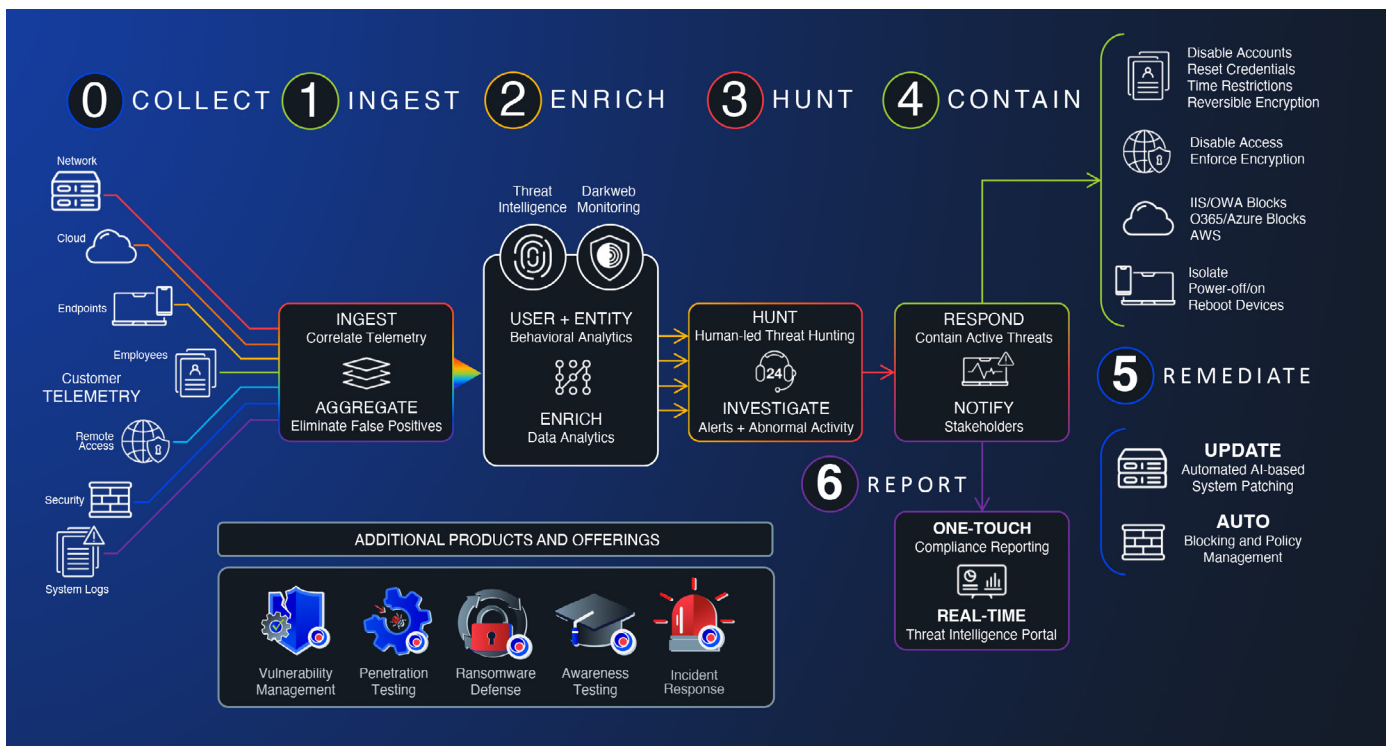 0 COLLECT
1 INGEST
2 ENRICH
3 HUNT
4 CONTAIN
Network
Cloud
Endpoints
Employees
Customer
TELEMETRY
Remote
Access
Security
System Logs
INGEST
Correlate Telemetry
AGGREGATE
Eliminate False Positives
Threat
Intelligence
Darkweb
Monitoring
USER + ENTITY
Behavioral Analytics
ENRICH
Data Analytics
HUNT
Human-led Threat Hunting
24
INVESTIGATE
Alerts + Abnormal Activity
RESPOND
Contain Active Threats
NOTIFY
Stakeholders
Disable Accounts
Reset Credentials
Time Restrictions
Reversible Encryption
Disable Access
Enforce Encryption
IIS/OWA Blocks
O365/Azure Blocks
AWS
Isolate
Power-off/on
Reboot Devices
5 REMEDIATE
UPDATE
Automated AI-based
System Patching
AUTO
Blocking and Policy
Management
6 REPORT
ONE-TOUCH
Compliance Reporting
REAL-TIME
Threat Intelligence Portal
ADDITIONAL PRODUCTS AND OFFERINGS
Vulnerability
Management
Penetration
Testing
Ransomware
Defense
Awareness
Testing
Incident
Response